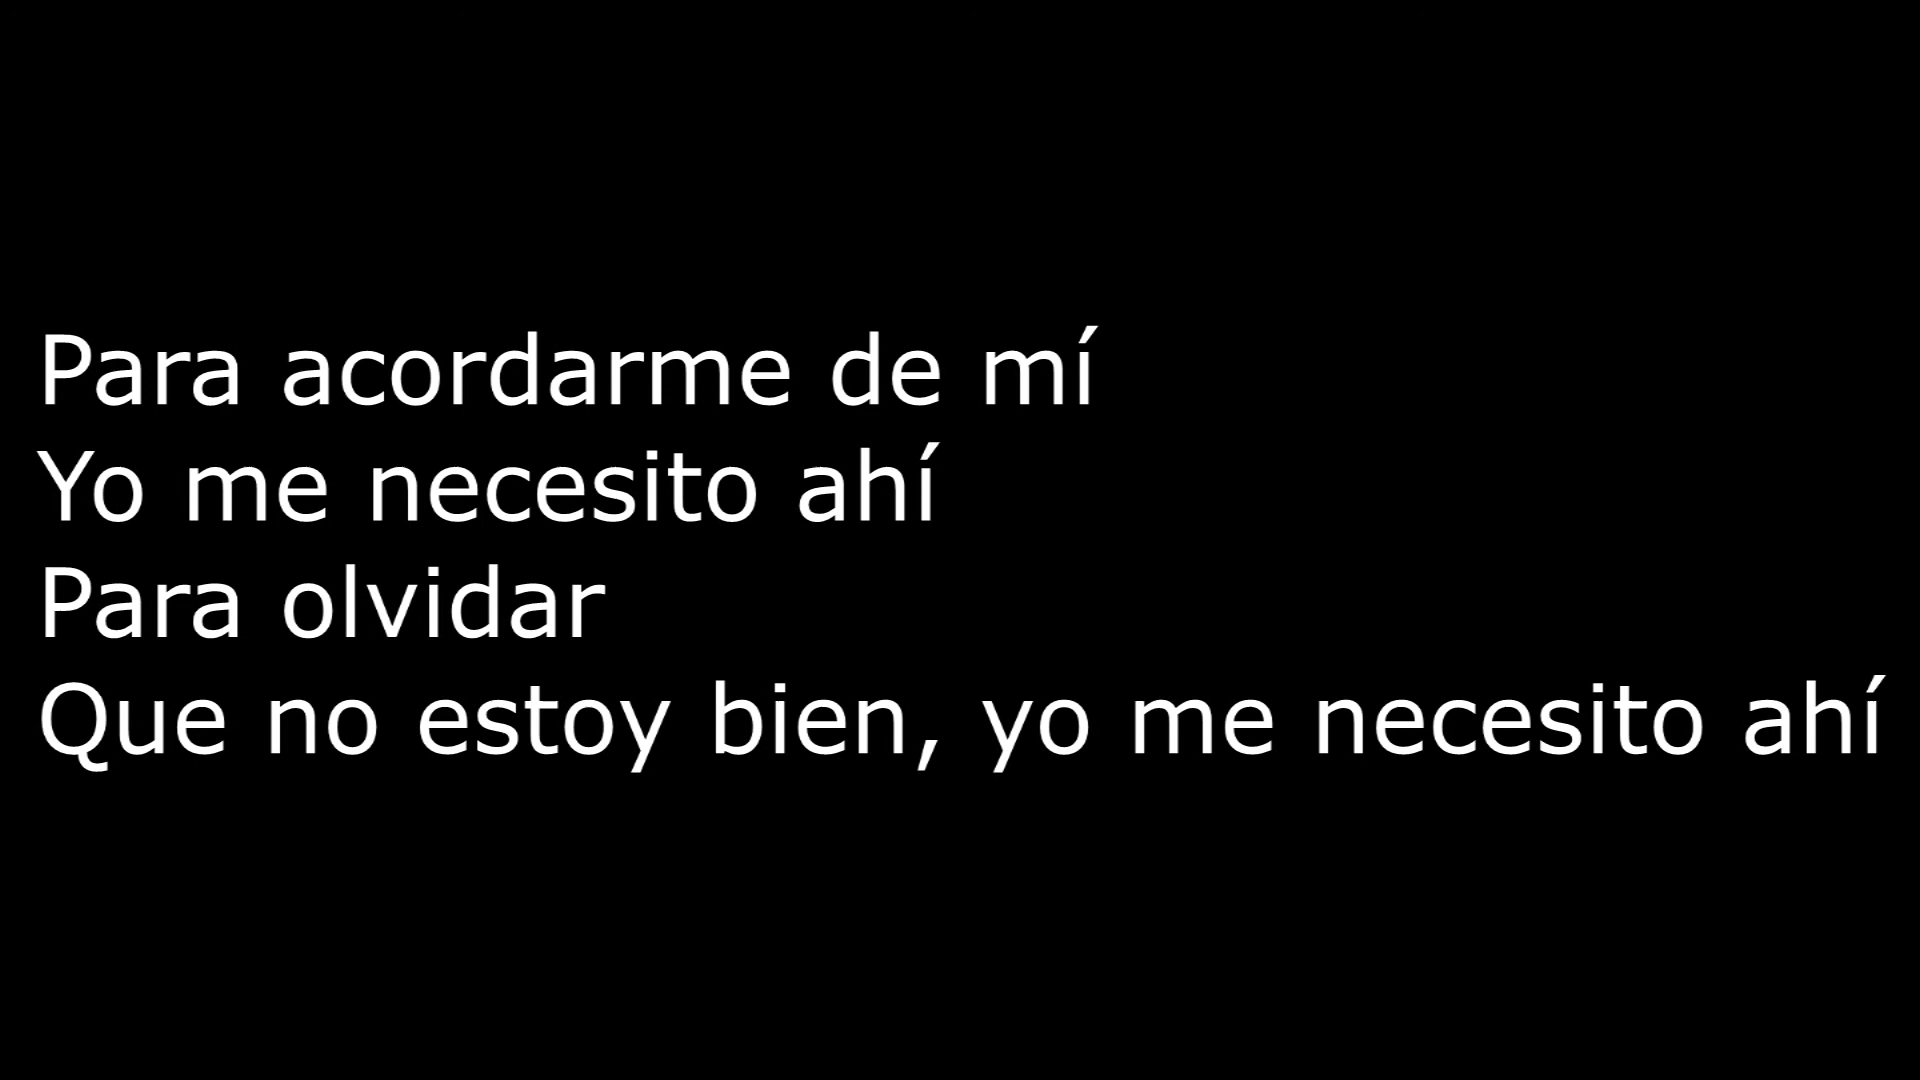 Para acordarme de mí
Yo me necesito ahí
Para olvidar
Que no estoy bien, yo me necesito ahí